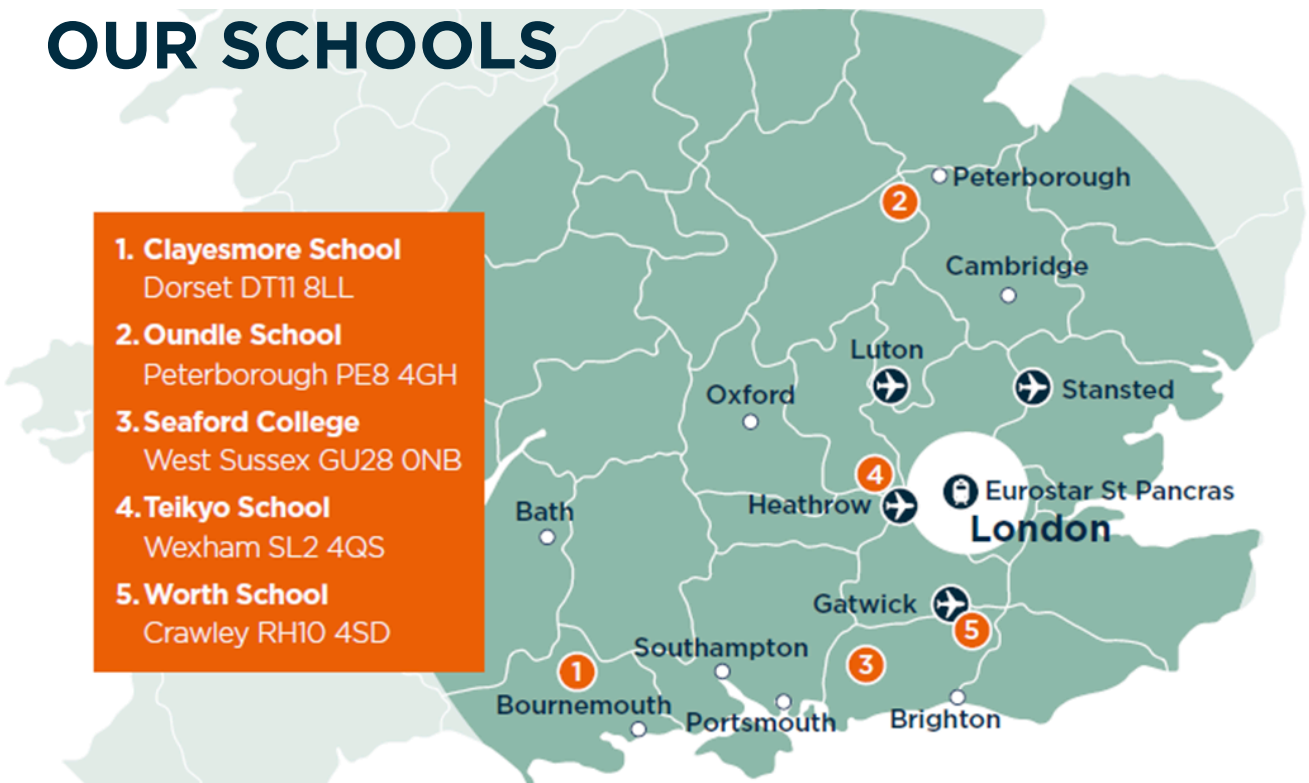 OUR SCHOOLS
1. Clayesmore School
Dorset DT11 8LL
2. Oundle School
Peterborough PE8 4GH
3. Seaford College
West Sussex GU28 0NB
4. Teikyo School
Wexham SL2 4QS
5. Worth School
Crawley RH10 4SD
Peterborough
2
Cambridge
Luton
Oxford
Stansted
4
Heathrow
Eurostar St Pancras
London
Bath
Gatwick
5
Southampton
3
1
Bournemouth
Portsmouth
Brighton